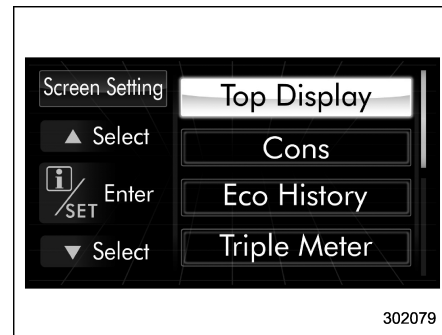 Screen Setting
Top Display
▲ Select
Cons
i/SET Enter
Eco History
▼ Select
Triple Meter
302079